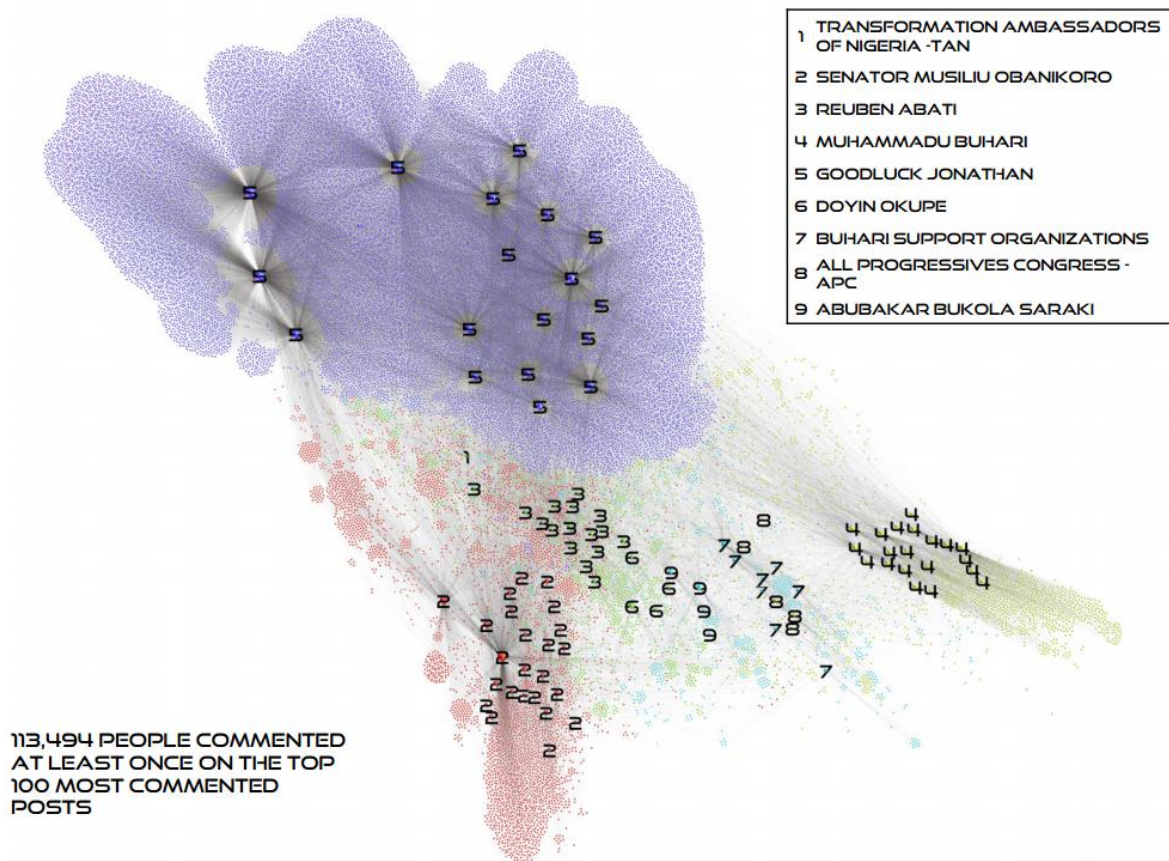 1 TRANSFORMATION AMBASSADORS
OF NIGERIA -TAN
2 SENATOR MUSILIU OBANIKORO
3 REUBEN ABATI
4 MUHAMMADU BUHARI
5 GOODLUCK JONATHAN
6 DOYIN OKUPE
7 BUHARI SUPPORT ORGANIZATIONS
8 ALL PROGRESSIVES CONGRESS -
APC
9 ABUBAKAR BUKOLA SARAKI
113,494 PEOPLE COMMENTED
AT LEAST ONCE ON THE TOP
100 MOST COMMENTED
POSTS